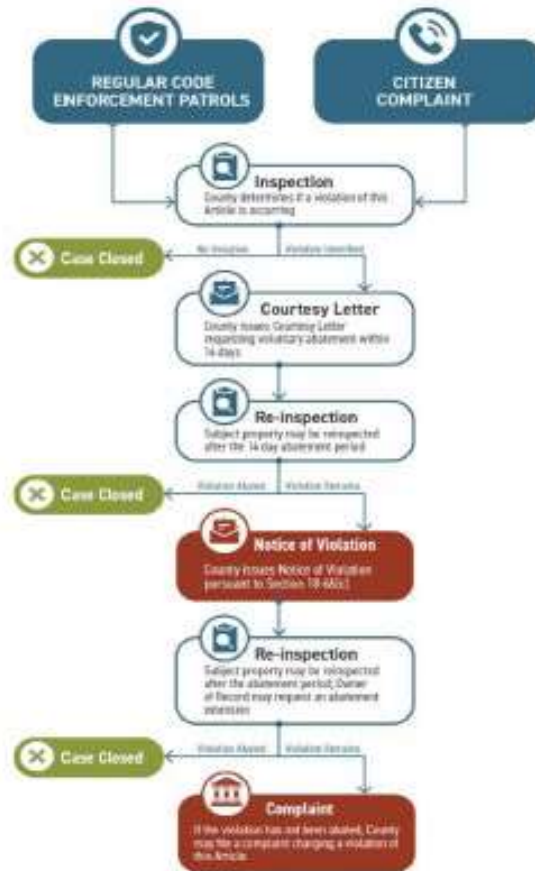 REGULAR CODE
ENFORCEMENT PATROLS
CITIZEN
COMPLAINT
Inspection
County determines if a violation of this
Article is occurring
Case Closed
No Violation
Violation Identified
Courtesy Letter
County issues Courtesy Letter
requesting voluntary abatement within
14 days
Re-inspection
Subject property may be reinspected
after the 14 day abatement period
Case Closed
Violation Abated
Violation Remains
Notice of Violation
County issues Notice of Violation
pursuant to Section
Re-inspection
Subject property may be reinspected
after the abatement period; Owner
of Record may request an abatement
extension
Case Closed
Violation Abated
Violation Remains
Complaint
If the violation has not been abated, County
may file a complaint charging a violation of
this Article.